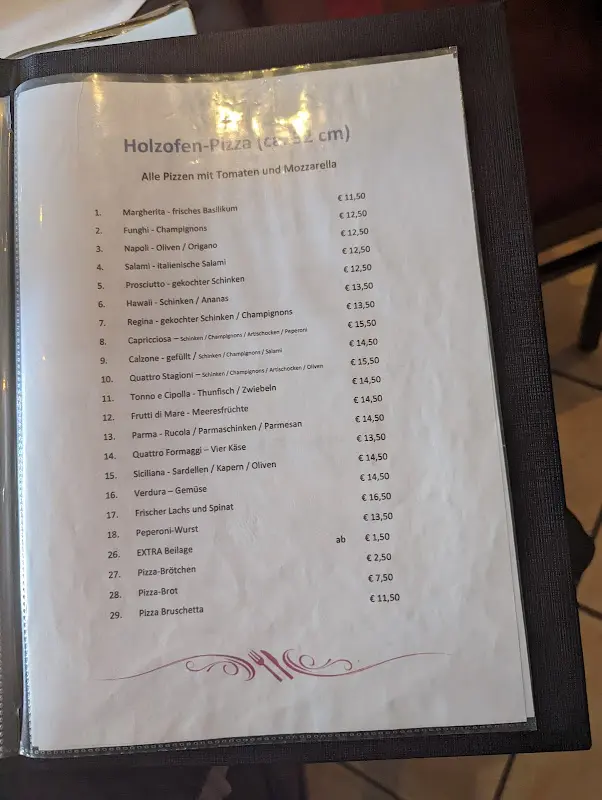 Holzofen-Pizza (ca. 32 cm)
Alle Pizzen mit Tomaten und Mozzarella
1. Margherita - frisches Basilikum € 11,50
2. Funghi - Champignons € 12,50
3. Napoli - Oliven / Origano € 12,50
4. Salami - italienische Salami € 12,50
5. Prosciutto - gekochter Schinken € 12,50
6. Hawaii - Schinken / Ananas € 13,50
7. Regina - gekochter Schinken / Champignons € 13,50
8. Capricciosa – Schinken / Champignons / Artischocken / Peperoni € 15,50
9. Calzone - gefüllt / Schinken / Champignons / Salami € 14,50
10. Quattro Stagioni – Schinken / Champignons / Artischocken / Oliven € 15,50
11. Tonno e Cipolla - Thunfisch / Zwiebeln € 14,50
12. Frutti di Mare - Meeresfrüchte € 14,50
13. Parma - Rucola / Parmaschinken / Parmesan € 14,50
14. Quattro Formaggi – Vier Käse € 13,50
15. Siciliana - Sardellen / Kapern / Oliven € 14,50
16. Verdura – Gemüse € 14,50
17. Frischer Lachs und Spinat € 16,50
18. Peperoni-Wurst € 13,50
26. EXTRA Beilage ab € 1,50
27. Pizza-Brötchen € 2,50
28. Pizza-Brot € 7,50
29. Pizza Bruschetta € 11,50